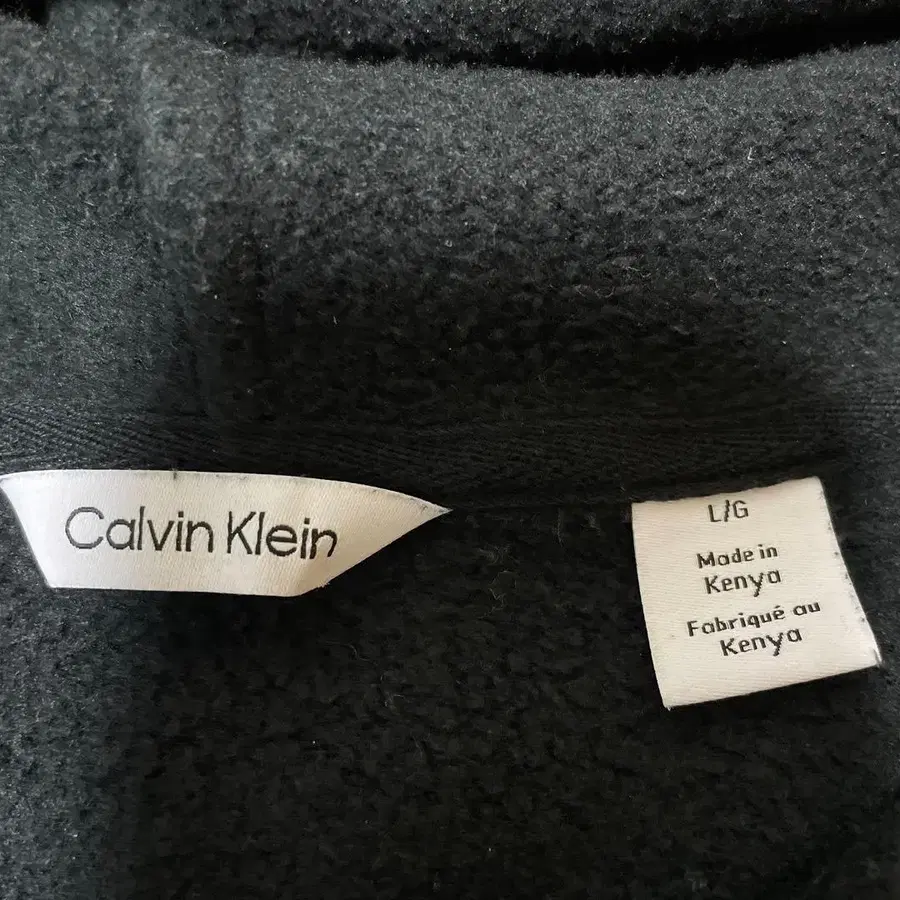 Calvin Klein
L/G
Made in
Kenya
Fabriqué au
Kenya